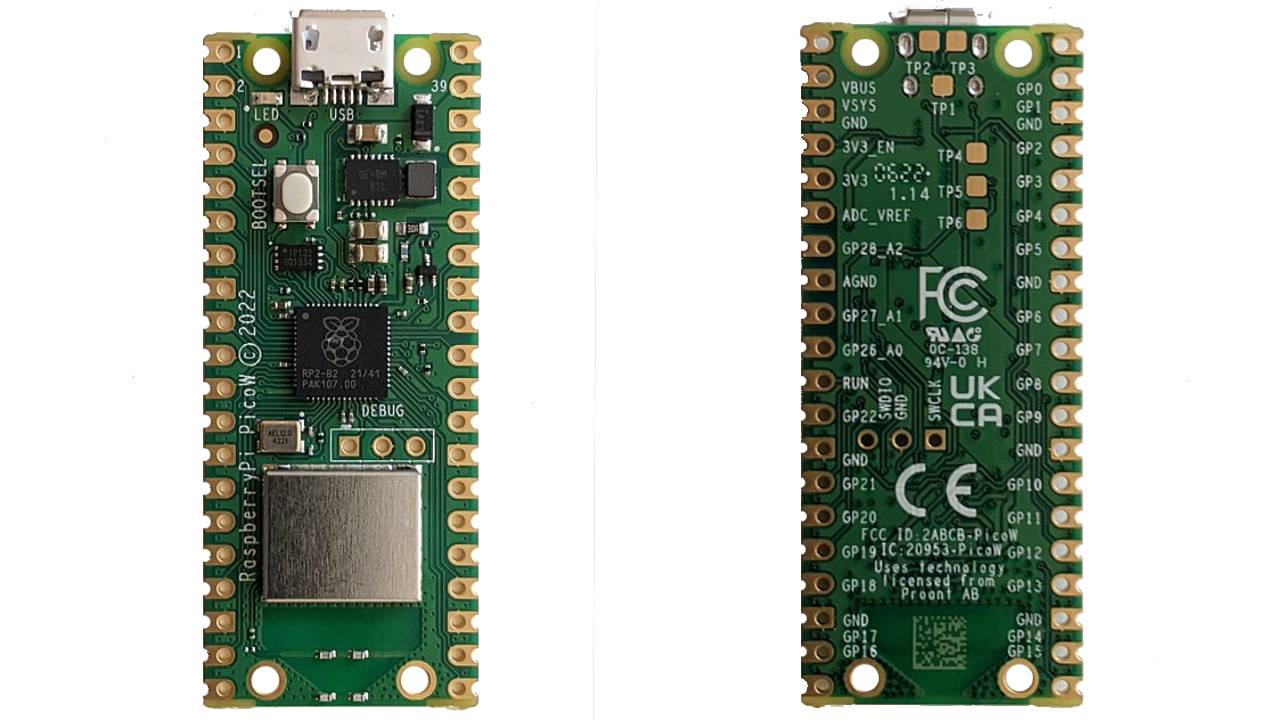 1
2
39
LED
USB
BOOTSEL
RaspberryPi PicoW © 2022
RP2-B2 21/41
PAK107.00
DEBUG
TP2 TP3
TP1
VBUS
VSYS
GND
3V3_EN
3V3
ADC_VREF
GP28_A2
AGND
GP27_A1
GP26_A0
RUN
GP22
GND
GP21
GP20
GP19
GP18
GND
GP17
GP16
0622
1.14
TP4
TP5
TP6
FC
OC-138
94V-0 H
SWDIO
GND
SWCLK
UK
CA
CE
FCC ID:2ABCB-PicoW
IC:20953-PicoW
Uses technology
licensed from
Proant AB
GP0
GP1
GND
GP2
GP3
GP4
GP5
GND
GP6
GP7
GP8
GP9
GND
GP10
GP11
GP12
GP13
GND
GP14
GP15